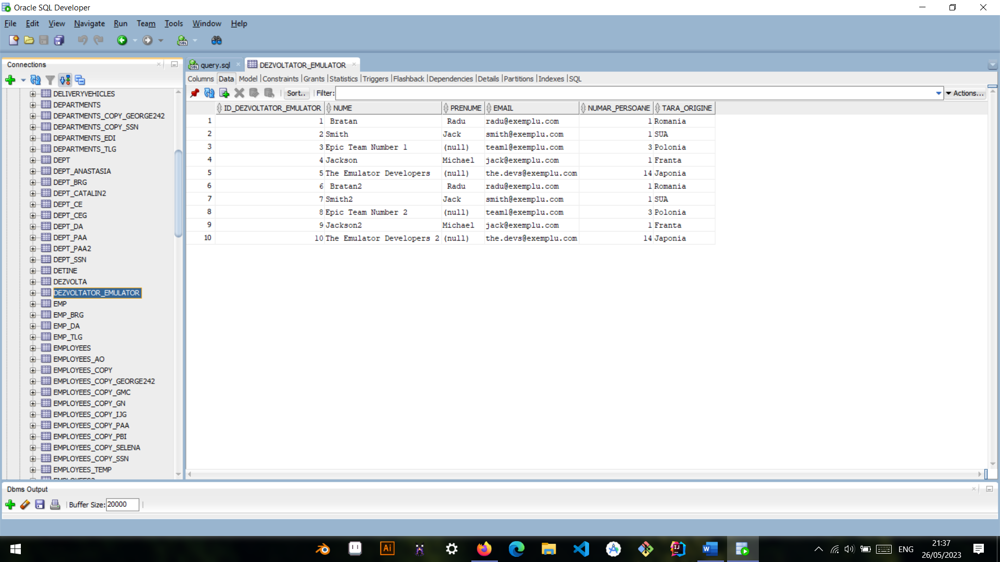 Oracle SQL Developer
File Edit View Navigate Run Team Tools Window Help
Connections
DELIVERYVEHICLES
DEPARTMENTS
DEPARTMENTS_COPY_GEORGE242
DEPARTMENTS_COPY_SSN
DEPARTMENTS_EDI
DEPARTMENTS_TLG
DEPT
DEPT_ANASTASIA
DEPT_BRG
DEPT_CATALIN2
DEPT_CE
DEPT_CEG
DEPT_DA
DEPT_PAA
DEPT_PAA2
DEPT_SSN
DETINE
DEZVOLTA
DEZVOLTATOR_EMULATOR
EMP
EMP_BRG
EMP_DA
EMP_TLG
EMPLOYEES
EMPLOYEES_AO
EMPLOYEES_COPY
EMPLOYEES_COPY_GEORGE242
EMPLOYEES_COPY_GMC
EMPLOYEES_COPY_GN
EMPLOYEES_COPY_IJG
EMPLOYEES_COPY_PAA
EMPLOYEES_COPY_PBI
EMPLOYEES_COPY_SELENA
EMPLOYEES_COPY_SSN
EMPLOYEES_TEMP
query.sql DEZVOLTATOR_EMULATOR
Columns Data Model Constraints Grants Statistics Triggers Flashback Dependencies Details Partitions Indexes SQL
Sort.. Filter: Actions...
ID_DEZVOLTATOR_EMULATOR NUME PRENUME EMAIL NUMAR_PERSOANE TARA_ORIGINE
1 1 Bratan Radu radu@exemplu.com 1 Romania
2 2 Smith Jack smith@exemplu.com 1 SUA
3 3 Epic Team Number 1 (null) team1@exemplu.com 3 Polonia
4 4 Jackson Michael jack@exemplu.com 1 Franta
5 5 The Emulator Developers (null) the.devs@exemplu.com 14 Japonia
6 6 Bratan2 Radu radu@exemplu.com 1 Romania
7 7 Smith2 Jack smith@exemplu.com 1 SUA
8 8 Epic Team Number 2 (null) team1@exemplu.com 3 Polonia
9 9 Jackson2 Michael jack@exemplu.com 1 Franta
10 10 The Emulator Developers 2 (null) the.devs@exemplu.com 14 Japonia
Dbms Output
Buffer Size: 20000
ENG
21:37
26/05/2023